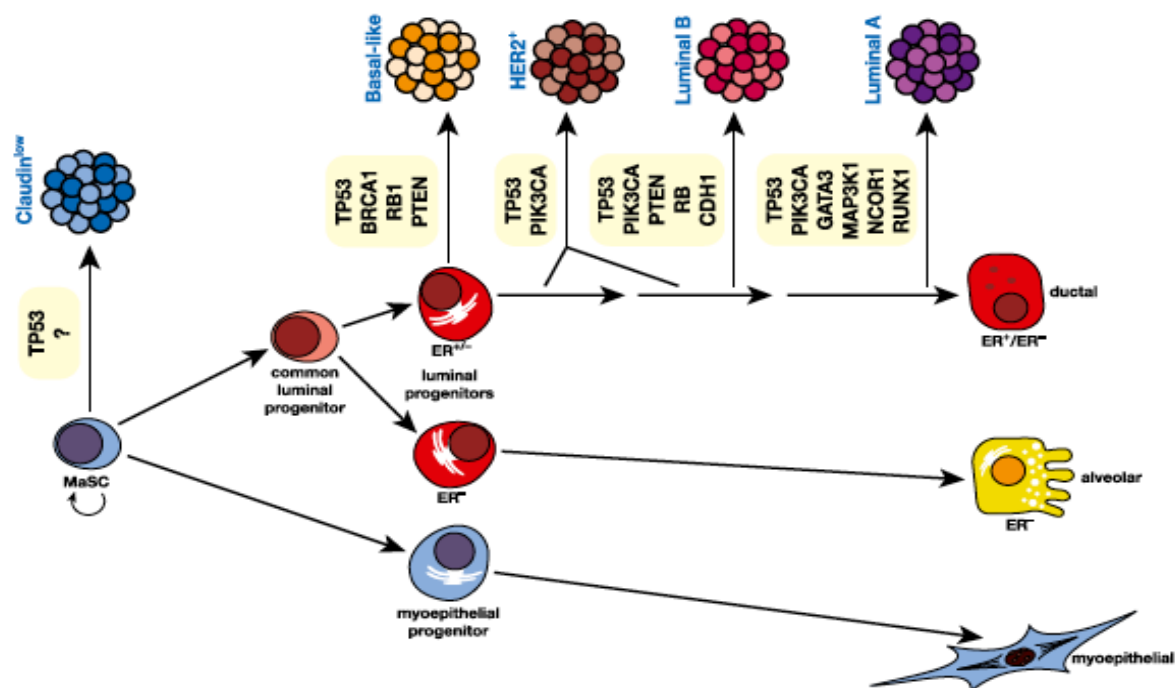 Claudin^low
Basal-like
HER2⁺
Luminal B
Luminal A
TP53
?
TP53
BRCA1
RB1
PTEN
TP53
PIK3CA
TP53
PIK3CA
PTEN
RB
CDH1
TP53
PIK3CA
GATA3
MAP3K1
NCOR1
RUNX1
MaSC
common
luminal
progenitor
ER⁺/⁻
luminal
progenitors
ER⁻
myoepithelial
progenitor
ductal
ER⁺/ER⁻
alveolar
ER⁻
myoepithelial